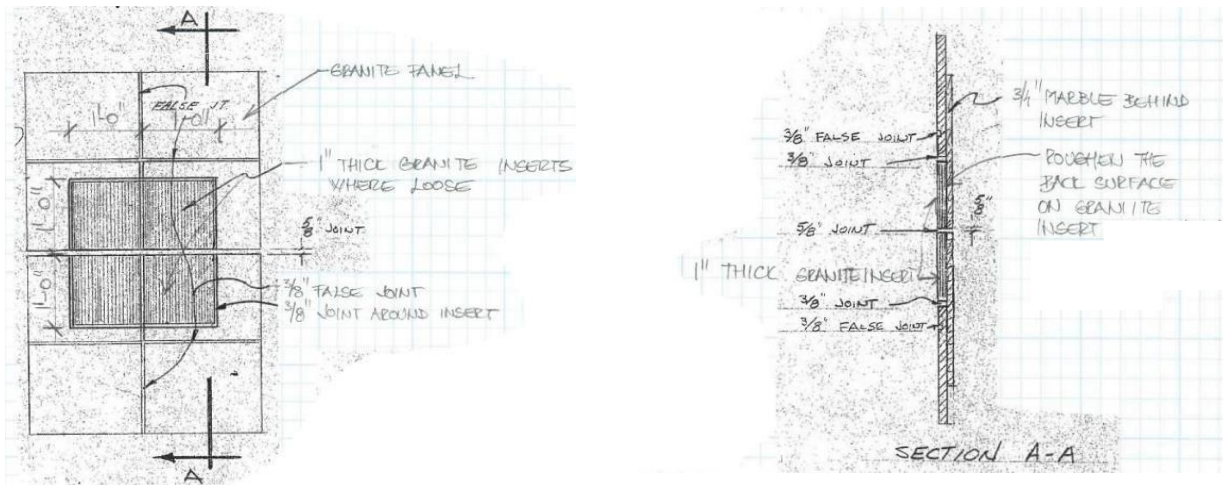 A
GRANITE PANEL
FALSE JT.
1'-0"
1'-0"
1" THICK GRANITE INSERTS
WHERE LOOSE
1'-0"
5/8" JOINT
1'-0"
3/8" FALSE JOINT
3/8" JOINT AROUND INSERT
A
3/4" MARBLE BEHIND
INSERT
3/8" FALSE JOINT
3/8" JOINT
ROUGHEN THE
BACK SURFACE
ON GRANITE
INSERT
5/8"
5/8" JOINT
1" THICK GRANITE INSERT
3/8" JOINT
3/8" FALSE JOINT
SECTION A-A